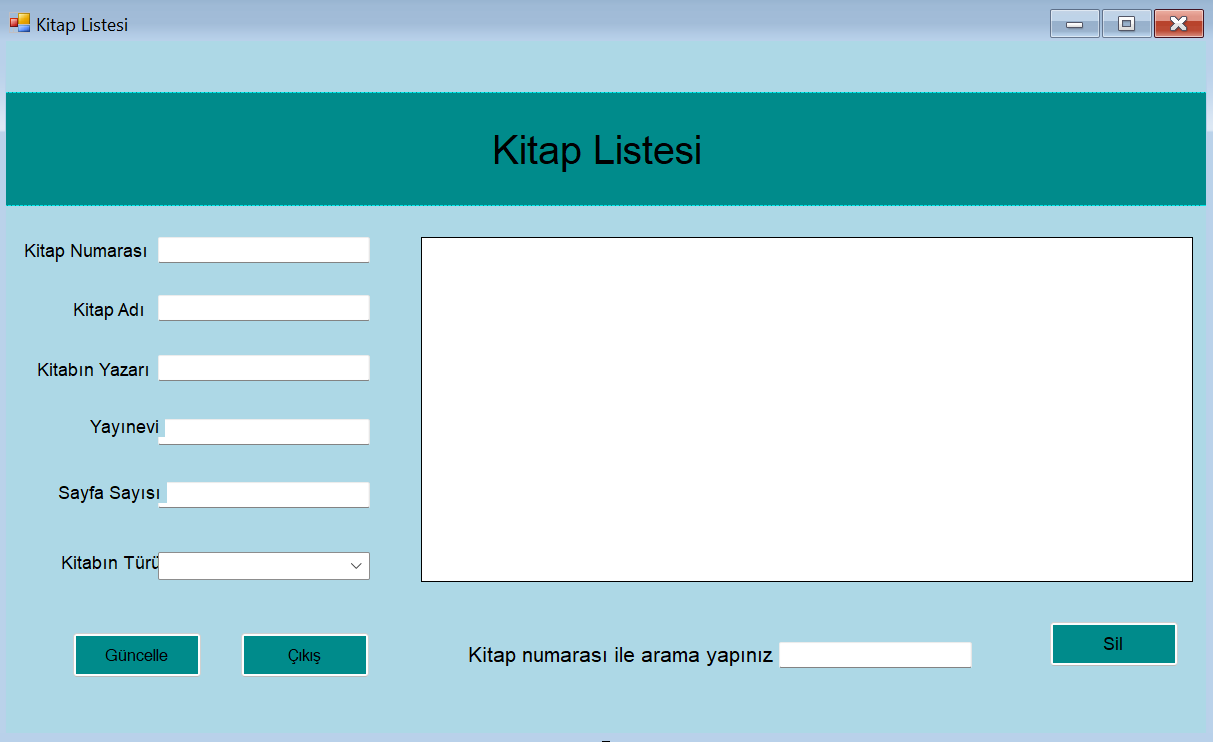 Kitap Listesi
Kitap Listesi
Kitap Numarası
Kitap Adı
Kitabın Yazarı
Yayınevi
Sayfa Sayısı
Kitabın Türü
Güncelle
Çıkış
Kitap numarası ile arama yapınız
Sil